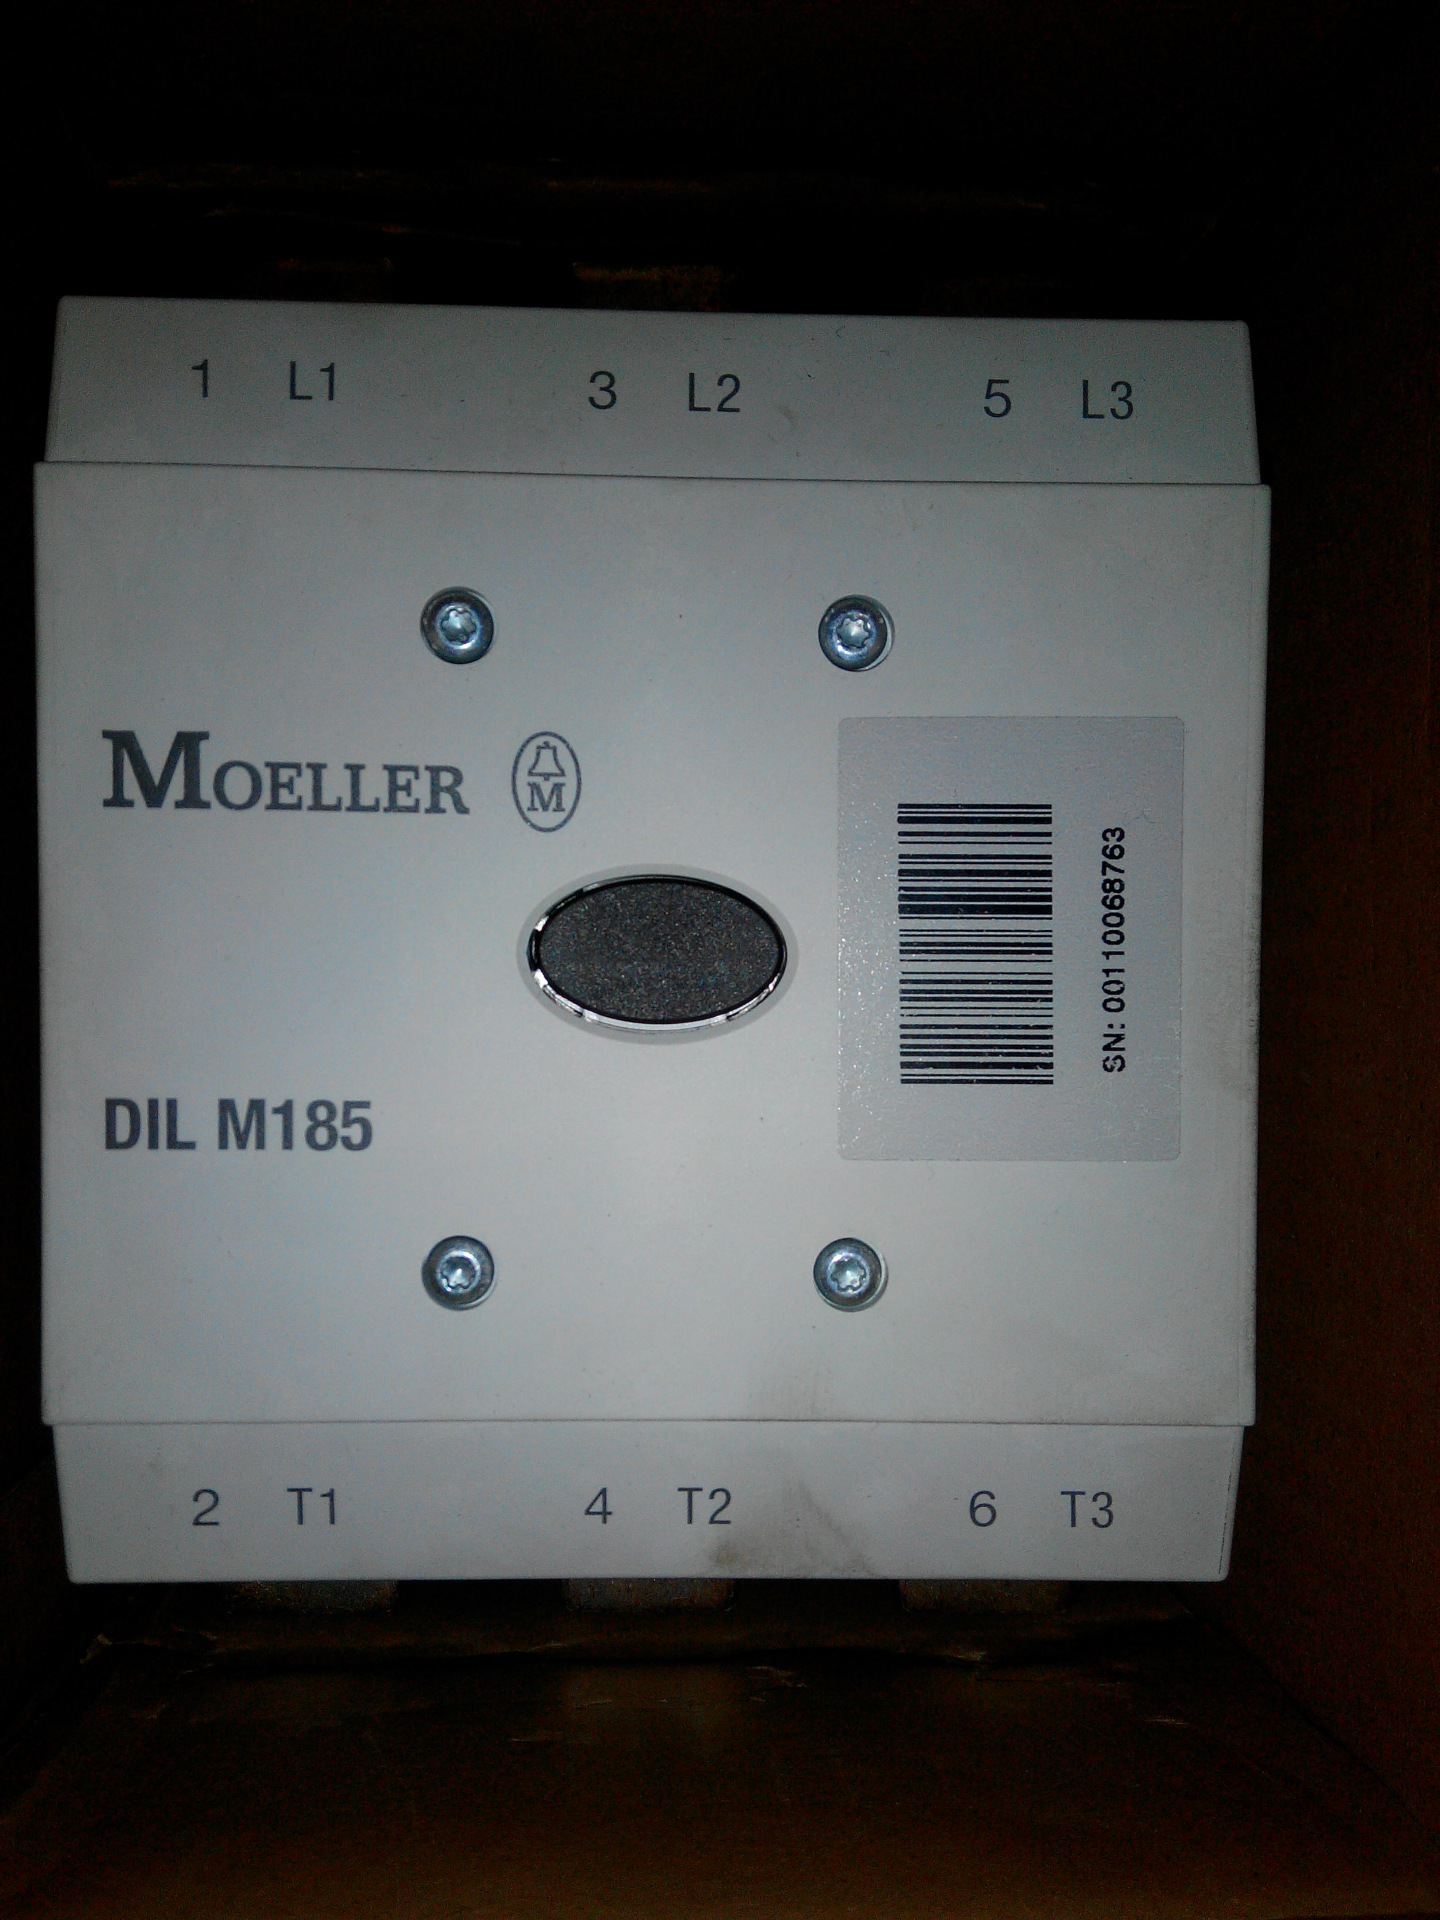 1 L1 3 L2 5 L3
MOELLER M
SN: 00110068763
DIL M185
2 T1 4 T2 6 T3